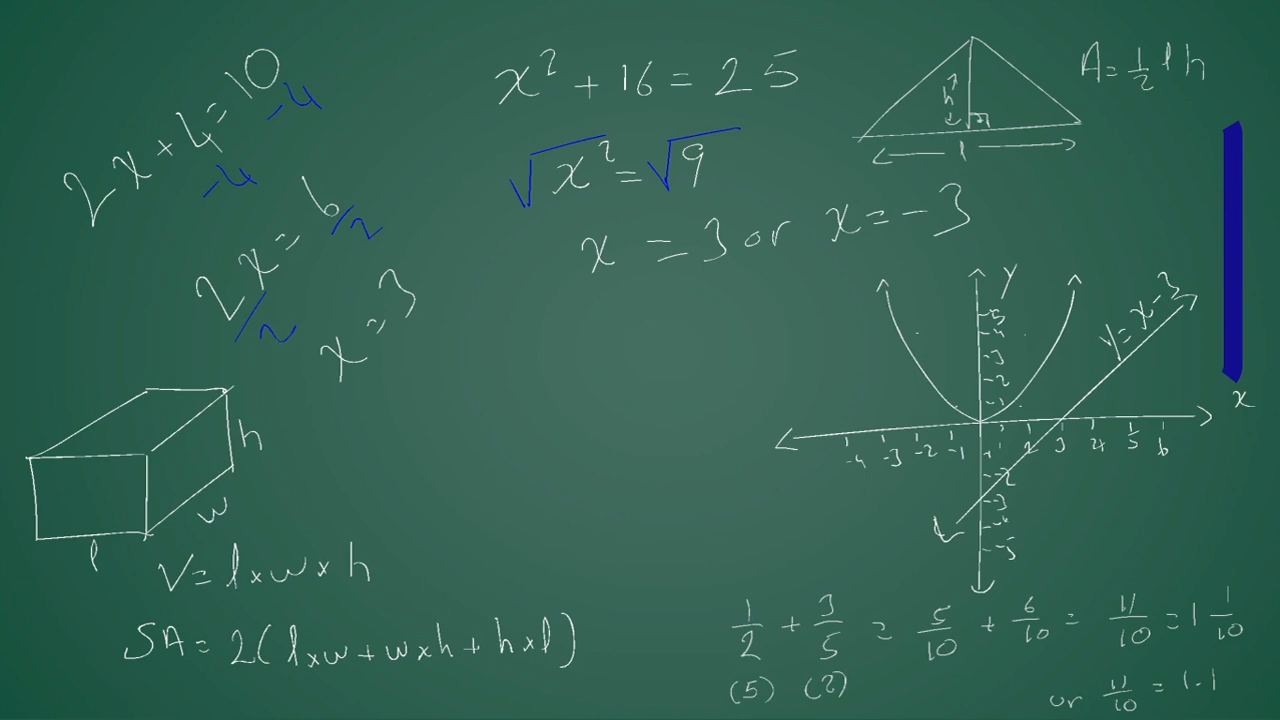 2x + 4 = 10
-4 -4
2x = 6
/2 /2
x = 3
x² + 16 = 25
√x² = √9
x = 3 or x = -3
A = ½ l h
h
l
y
y = x - 3
x
5
4
3
2
1
-4 -3 -2 -1 1 2 3 4 5 6
-1
-2
-3
-4
-5
h
w
l
V = l x w x h
SA = 2(l x w + w x h + h x l)
1/2 + 3/5 = 5/10 + 6/10 = 11/10 = 1 1/10
(5) (2)
or 11/10 = 1.1